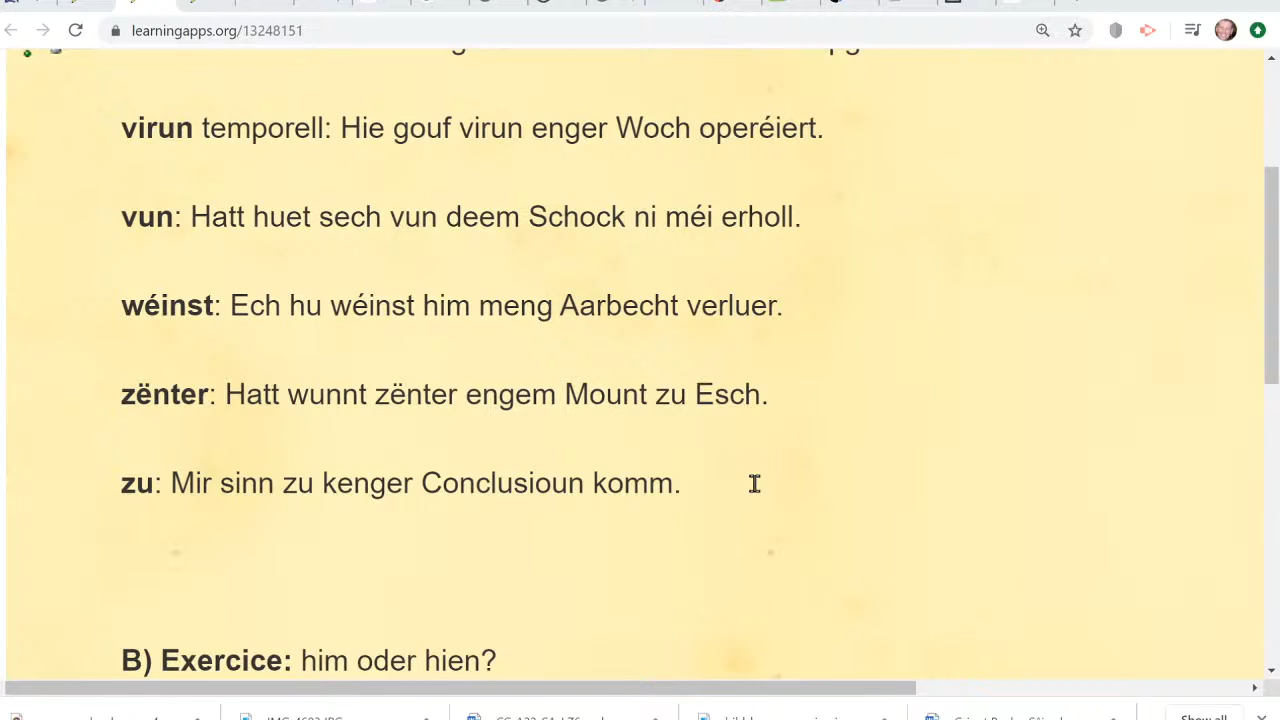 learningapps.org/13248151
virun temporell: Hie gouf virun enger Woch operéiert.
vun: Hatt huet sech vun deem Schock ni méi erholl.
wéinst: Ech hu wéinst him meng Aarbecht verluer.
zënter: Hatt wunnt zënter engem Mount zu Esch.
zu: Mir sinn zu kenger Conclusioun komm.
B) Exercice: him oder hien?